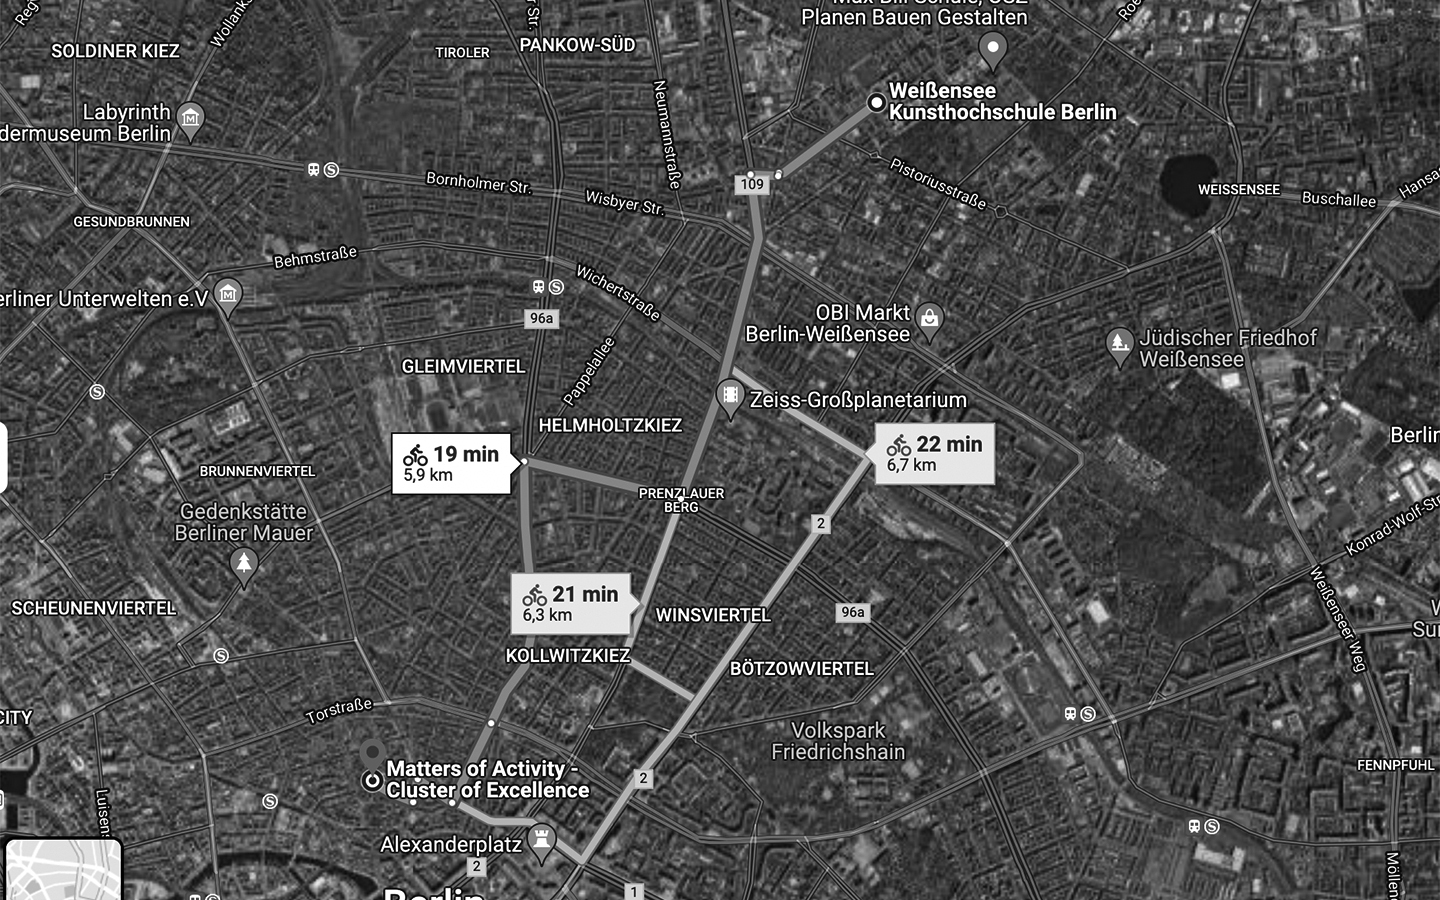 Planen Bauen Gestalten
SOLDINER KIEZ
TIROLER
PANKOW-SÜD
Neumannstraße
Weißensee
Kunsthochschule Berlin
Labyrinth
dermuseum Berlin
Bornholmer Str.
Wisbyer Str.
109
Pistoriusstraße
WEISSENSEE
Buschallee
GESUNDBRUNNEN
Behmstraße
Wichertstraße
erliner Unterwelten e.V
96a
OBI Markt
Berlin-Weißensee
Jüdischer Friedhof
Weißensee
GLEIMVIERTEL
Pappelallee
Zeiss-Großplanetarium
HELMHOLTZKIEZ
19 min
5,9 km
22 min
6,7 km
Berlin
BRUNNENVIERTEL
PRENZLAUER
BERG
Gedenkstätte
Berliner Mauer
2
Konrad-Wolf-Str
21 min
6,3 km
SCHEUNENVIERTEL
WINSVIERTEL
96a
Weißenseer Weg
KOLLWITZKIEZ
BÖTZOWVIERTEL
Torstraße
CITY
Volkspark
Friedrichshain
FENNPFUHL
Matters of Activity -
Cluster of Excellence
2
Luisens
Alexanderplatz
2
1
Berlin